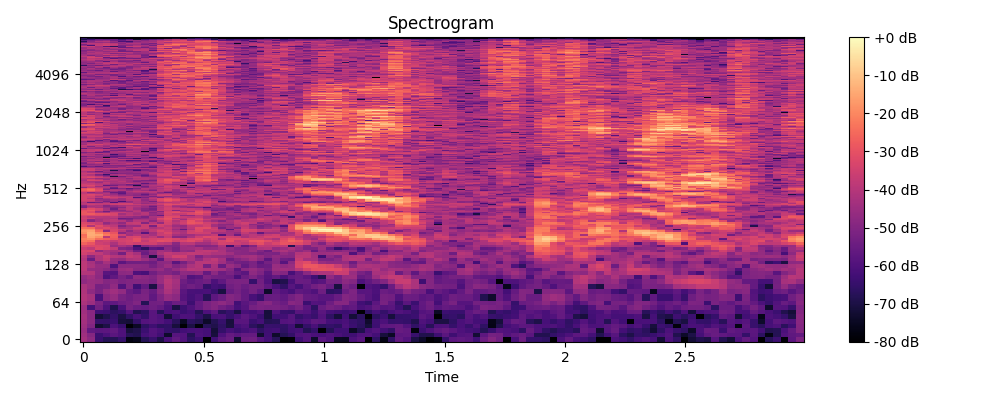 Spectrogram
Hz
4096
2048
1024
512
256
128
64
0
0
0.5
1
1.5
2
2.5
Time
+0 dB
-10 dB
-20 dB
-30 dB
-40 dB
-50 dB
-60 dB
-70 dB
-80 dB